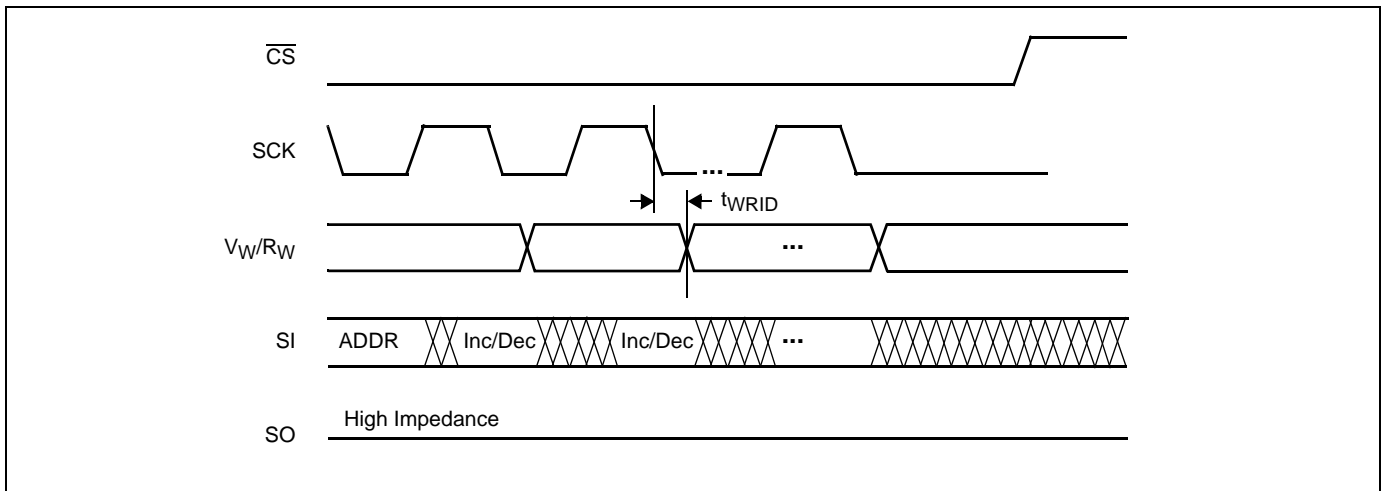 CS
SCK
...
tWRID
VW/RW
...
SI ADDR Inc/Dec Inc/Dec ...
High Impedance
SO